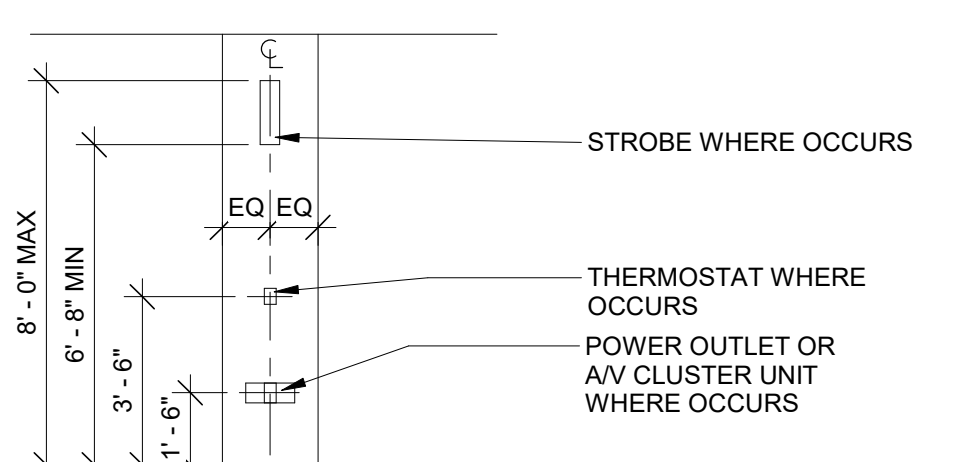 ℄
STROBE WHERE OCCURS
EQ EQ
8' - 0" MAX
6' - 8" MIN
3' - 6"
1' - 6"
THERMOSTAT WHERE
OCCURS
POWER OUTLET OR
A/V CLUSTER UNIT
WHERE OCCURS